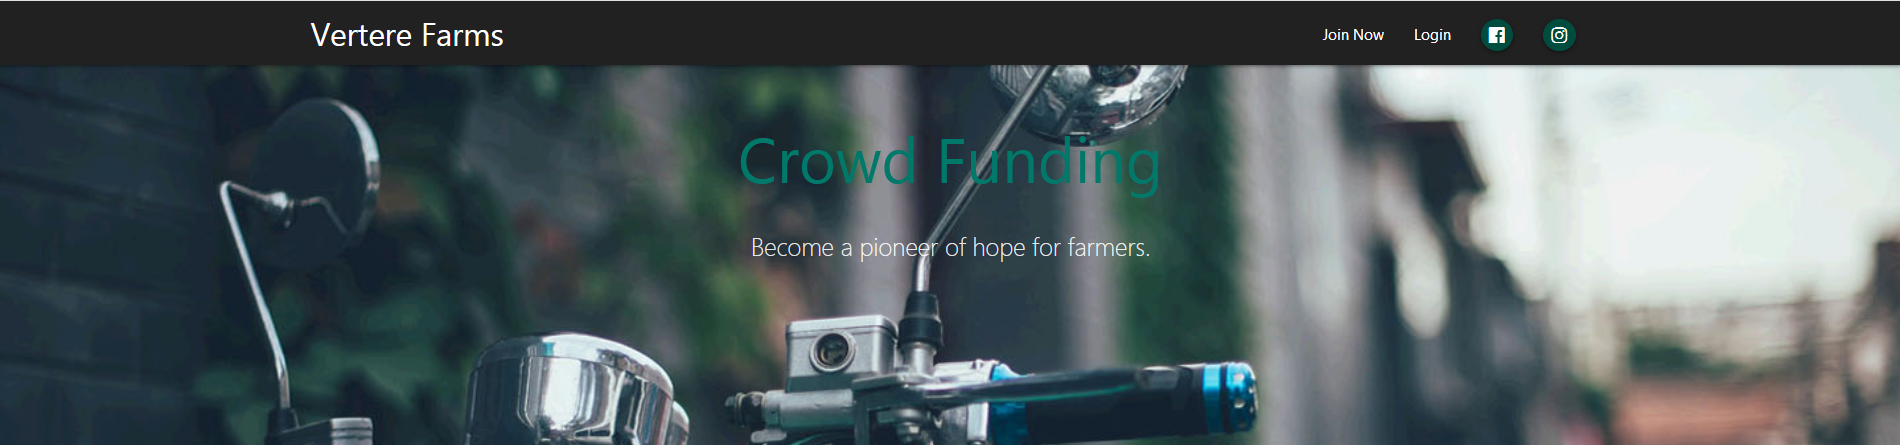 Vertere Farms
Join Now Login
Crowd Funding
Become a pioneer of hope for farmers.